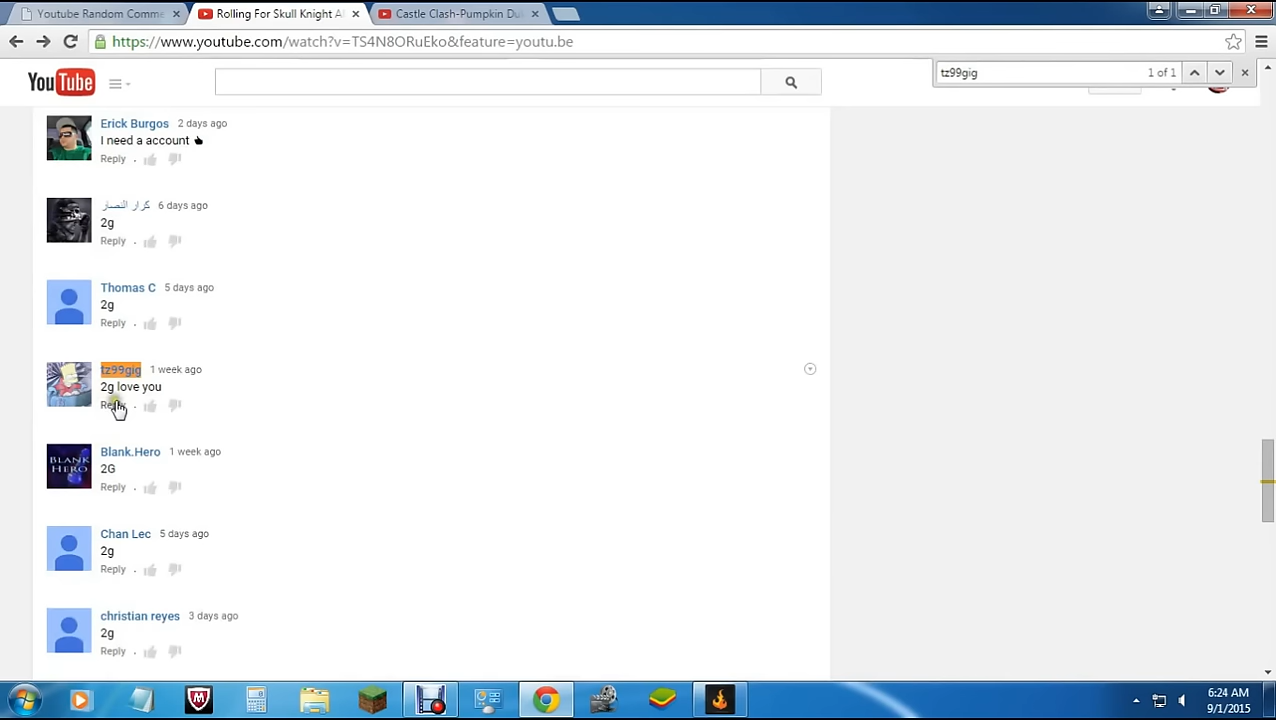 Youtube Random Comme
Rolling For Skull Knight A
Castle Clash-Pumpkin Du
https://www.youtube.com/watch?v=TS4N8ORuEko&feature=youtu.be
tz99gig
1 of 1
YouTube
Erick Burgos 2 days ago
I need a account
Reply
كرار النصار 6 days ago
2g
Reply
Thomas C 5 days ago
2g
Reply
tz99gig 1 week ago
2g love you
Reply
Blank.Hero 1 week ago
BLANK HERO
2G
Reply
Chan Lec 5 days ago
2g
Reply
christian reyes 3 days ago
2g
Reply
6:24 AM
9/1/2015